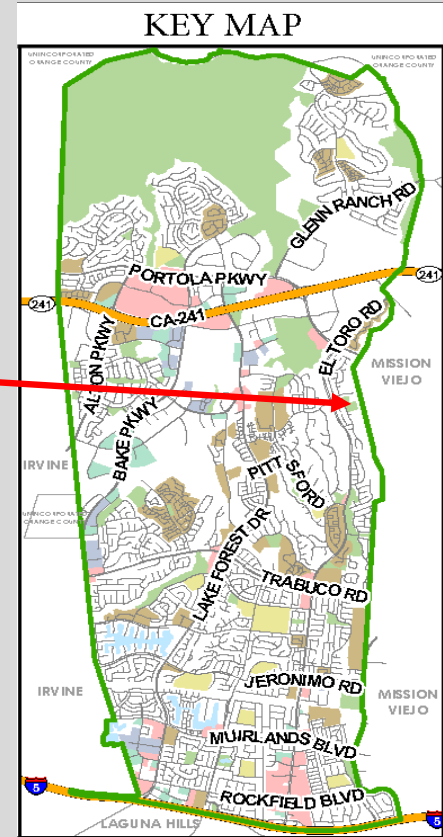 KEY MAP
UNINCORPORATED
ORANGE COUNTY
UNINCORPORATED
ORANGE COUNTY
GLENN RANCH RD
PORTOLA PKWY
241
241
CA-241
EL TORO RD
MISSION
VIEJO
ALTON PKWY
BAKE PKWY
IRVINE
PITTSFORD
UNINCORPORATED
ORANGE COUNTY
LAKE FOREST DR
TRABUCO RD
IRVINE
JERONIMO RD
MISSION
VIEJO
MUIRLANDS BLVD
5
ROCKFIELD BLVD
5
LAGUNA HILLS